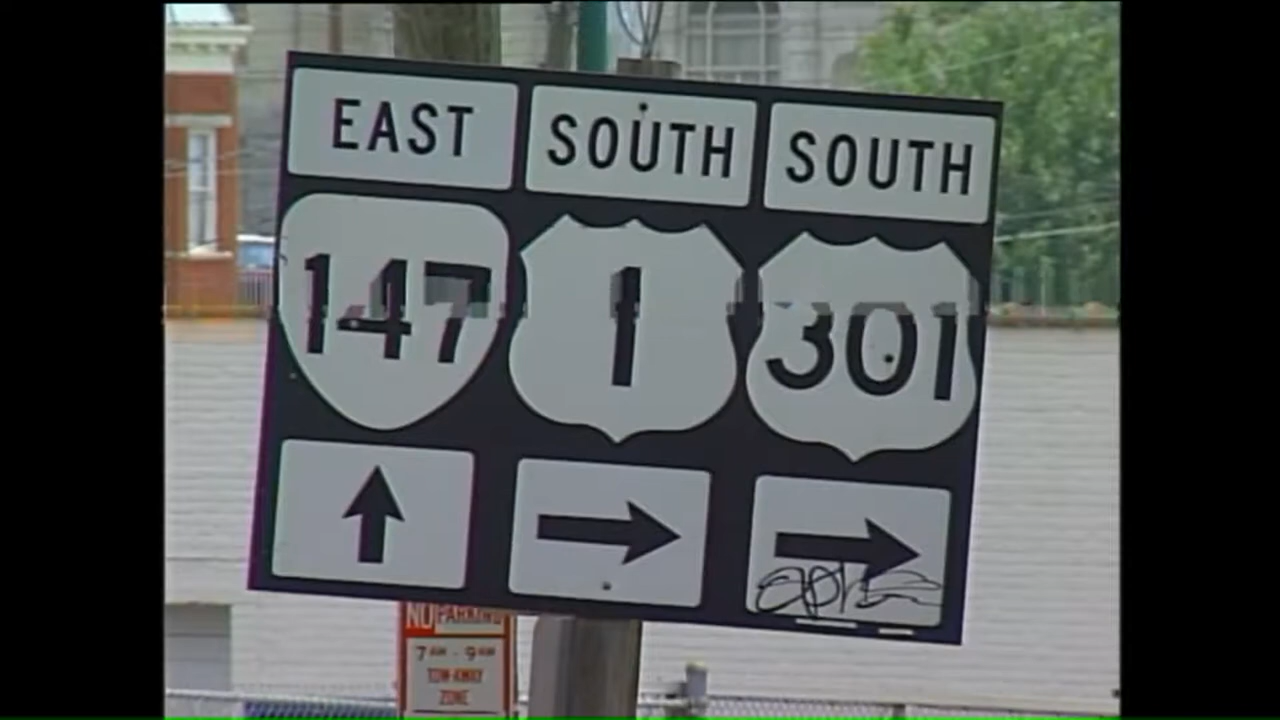 EAST SOUTH SOUTH
147 1 301
NO PARKING
7 AM - 9 AM
TOW-AWAY
ZONE